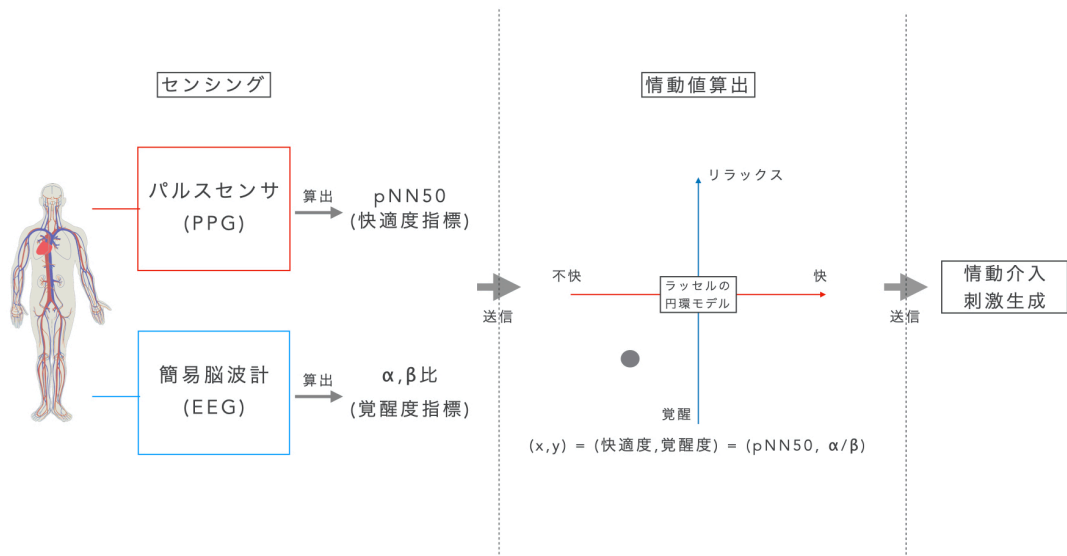 センシング
パルスセンサ
(PPG)
算出
pNN50
(快適度指標)
簡易脳波計
(EEG)
算出
α,β比
(覚醒度指標)
送信
情動値算出
リラックス
不快
快
ラッセルの
円環モデル
覚醒
(x,y) = (快適度,覚醒度) = (pNN50, α/β)
送信
情動介入
刺激生成